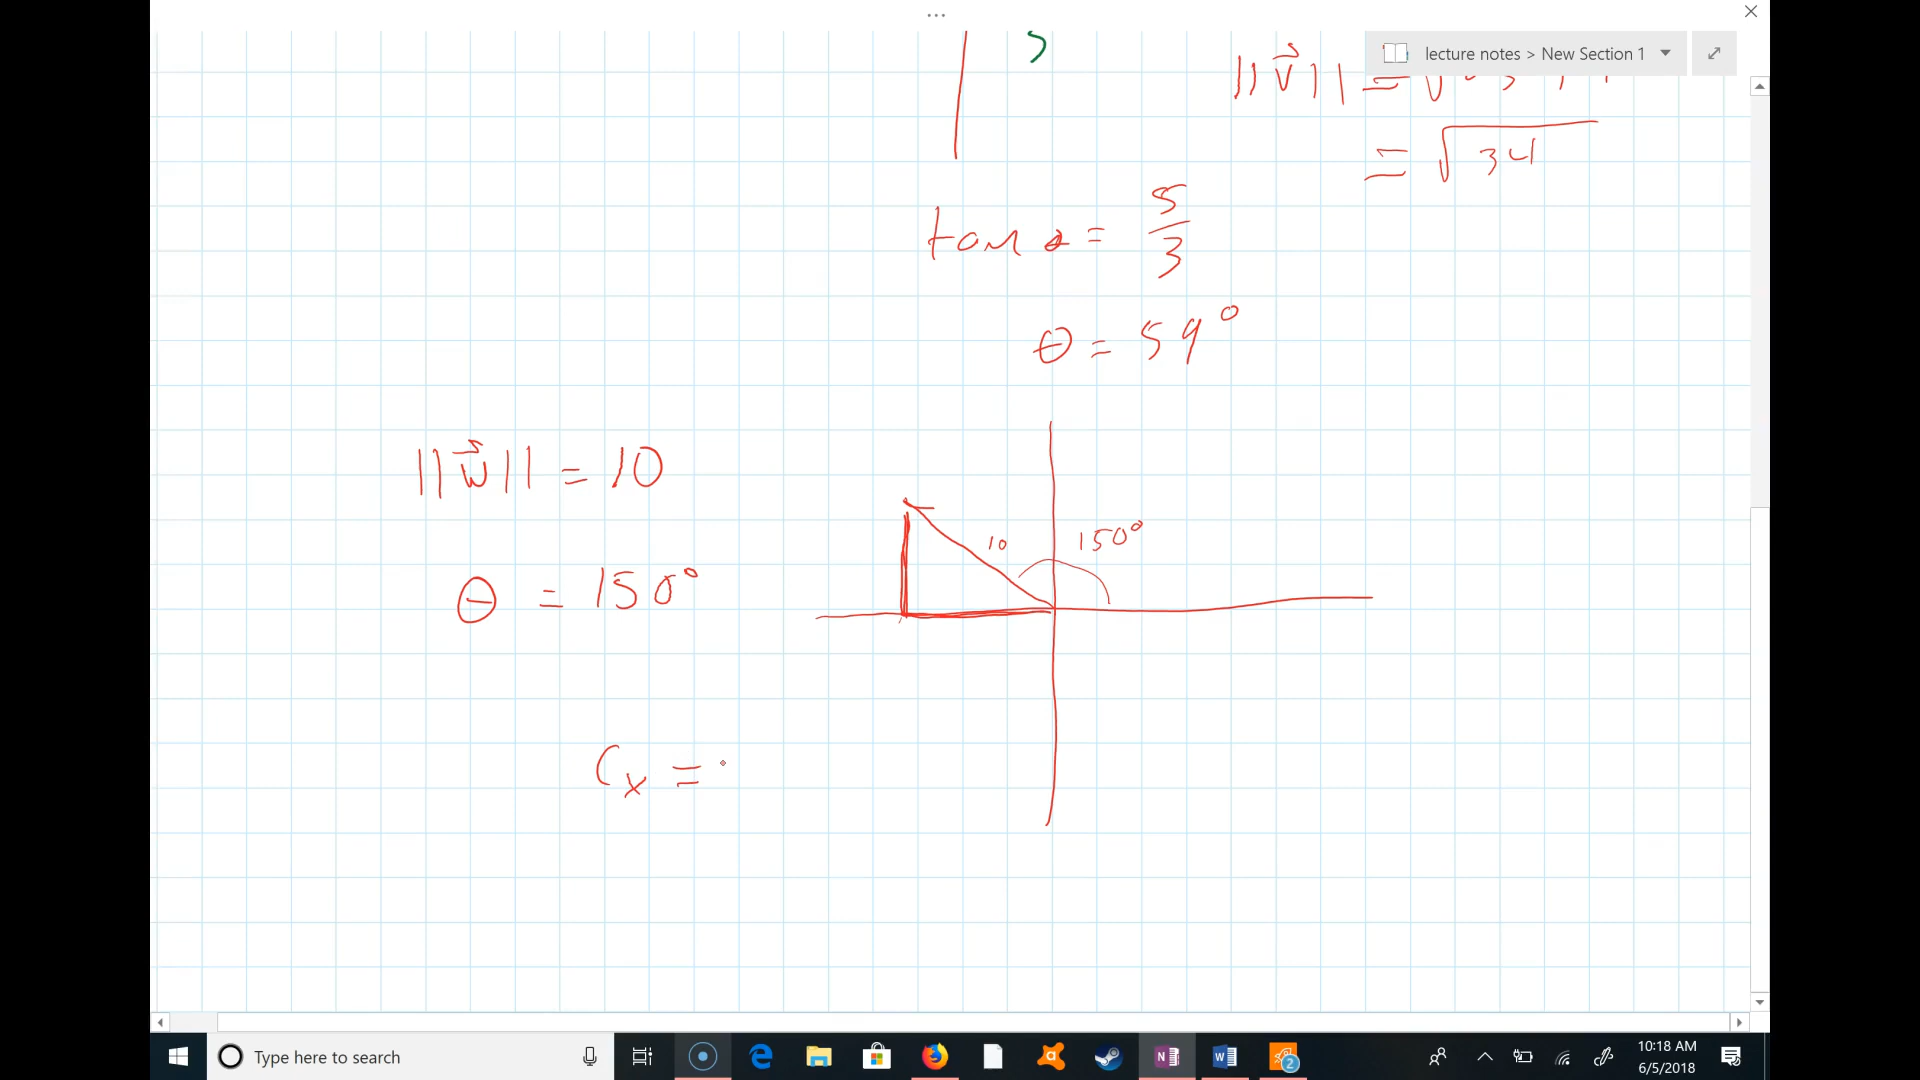 lecture notes > New Section 1
||v|| =
= √34
tan θ = 5/3
θ = 59°
||w|| = 10
10
150°
θ = 150°
Cx =
Type here to search
2
10:18 AM
6/5/2018